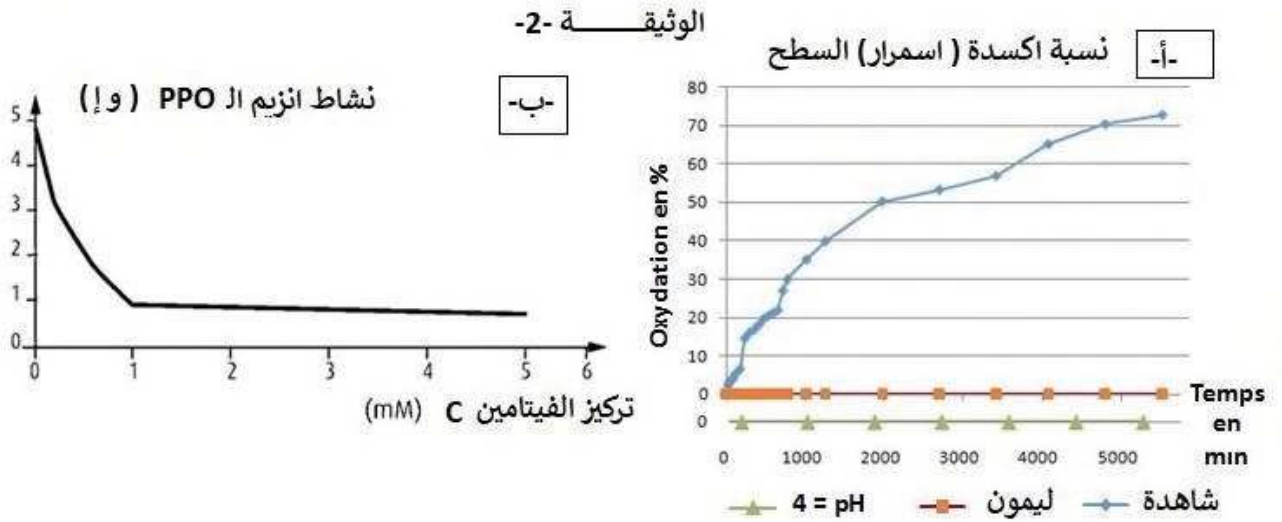 الوثيقـــــة -2-
-أ-
نسبة اكسدة ( اسمرار) السطح
Oxydation en %
80
70
60
50
40
30
20
10
0
0
0 1000 2000 3000 4000 5000
Temps
en
min
شاهدة
ليمون
4 = pH
-ب-
نشاط انزيم الـ PPO ( و إ )
5
4
3
2
1
0
0 1 2 3 4 5 6
تركيز الفيتامين C (mM)